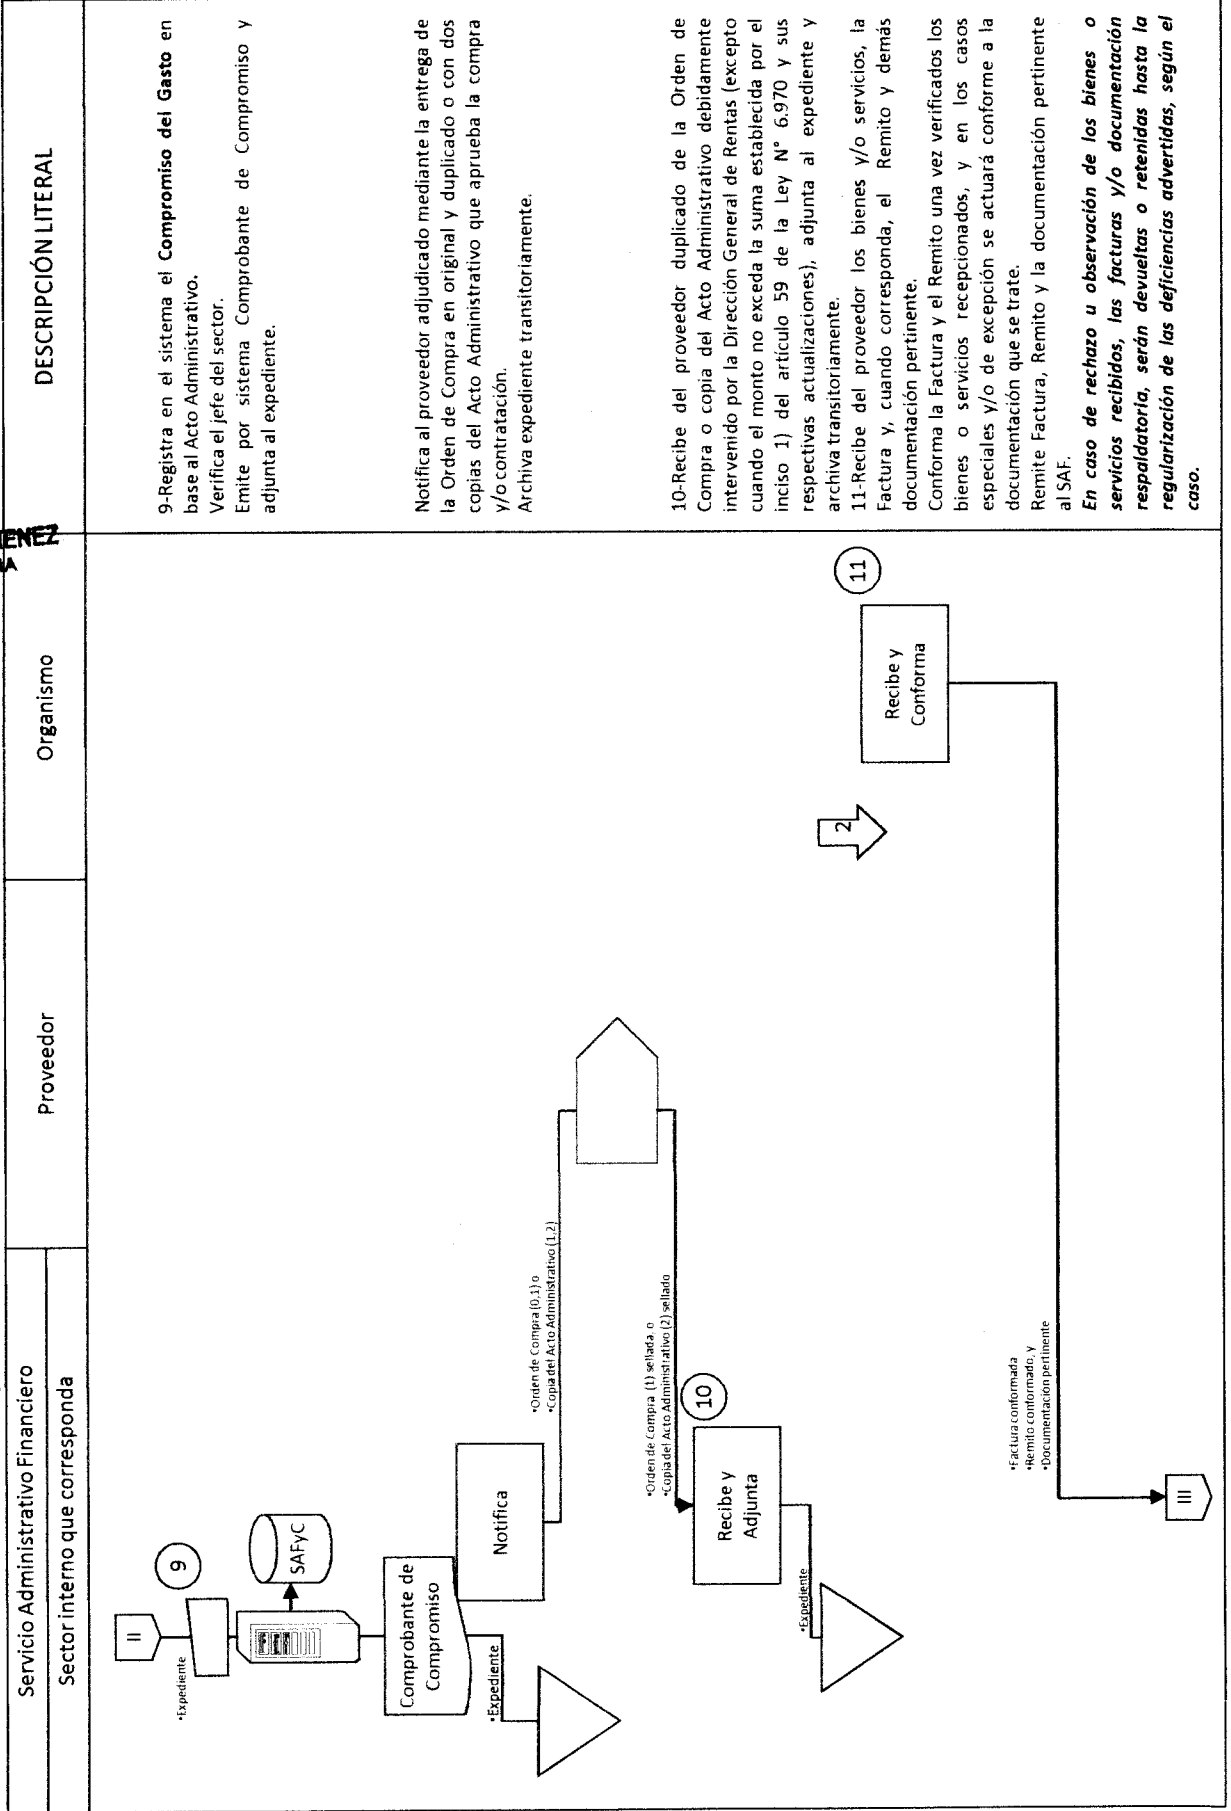 Servicio Administrativo Financiero
Sector interno que corresponda
Proveedor
Organismo
DESCRIPCIÓN LITERAL
ENEZ
II
•Expediente
9
SAFyC
Comprobante de
Compromiso
•Expediente
Notifica
•Orden de Compra (0,1) o
•Copia del Acto Administrativo (1,2)
•Orden de Compra (1) sellada, o
•Copia del Acto Administrativo (2) sellado
10
Recibe y
Adjunta
•Expediente
2
11
Recibe y
Conforma
•Factura conformada
•Remito conformado, y
•Documentación pertinente
III
9-Registra en el sistema el Compromiso del Gasto en
base al Acto Administrativo.
Verifica el jefe del sector.
Emite por sistema Comprobante de Compromiso y
adjunta al expediente.
Notifica al proveedor adjudicado mediante la entrega de
la Orden de Compra en original y duplicado o con dos
copias del Acto Administrativo que aprueba la compra
y/o contratación.
Archiva expediente transitoriamente.
10-Recibe del proveedor duplicado de la Orden de
Compra o copia del Acto Administrativo debidamente
intervenido por la Dirección General de Rentas (excepto
cuando el monto no exceda la suma establecida por el
inciso 1) del artículo 59 de la Ley N° 6.970 y sus
respectivas actualizaciones), adjunta al expediente y
archiva transitoriamente.
11-Recibe del proveedor los bienes y/o servicios, la
Factura y, cuando corresponda, el Remito y demás
documentación pertinente.
Conforma la Factura y el Remito una vez verificados los
bienes o servicios recepcionados, y en los casos
especiales y/o de excepción se actuará conforme a la
documentación que se trate.
Remite Factura, Remito y la documentación pertinente
al SAF.
En caso de rechazo u observación de los bienes o
servicios recibidos, las facturas y/o documentación
respaldatoria, serán devueltas o retenidas hasta la
regularización de las deficiencias advertidas, según el
caso.